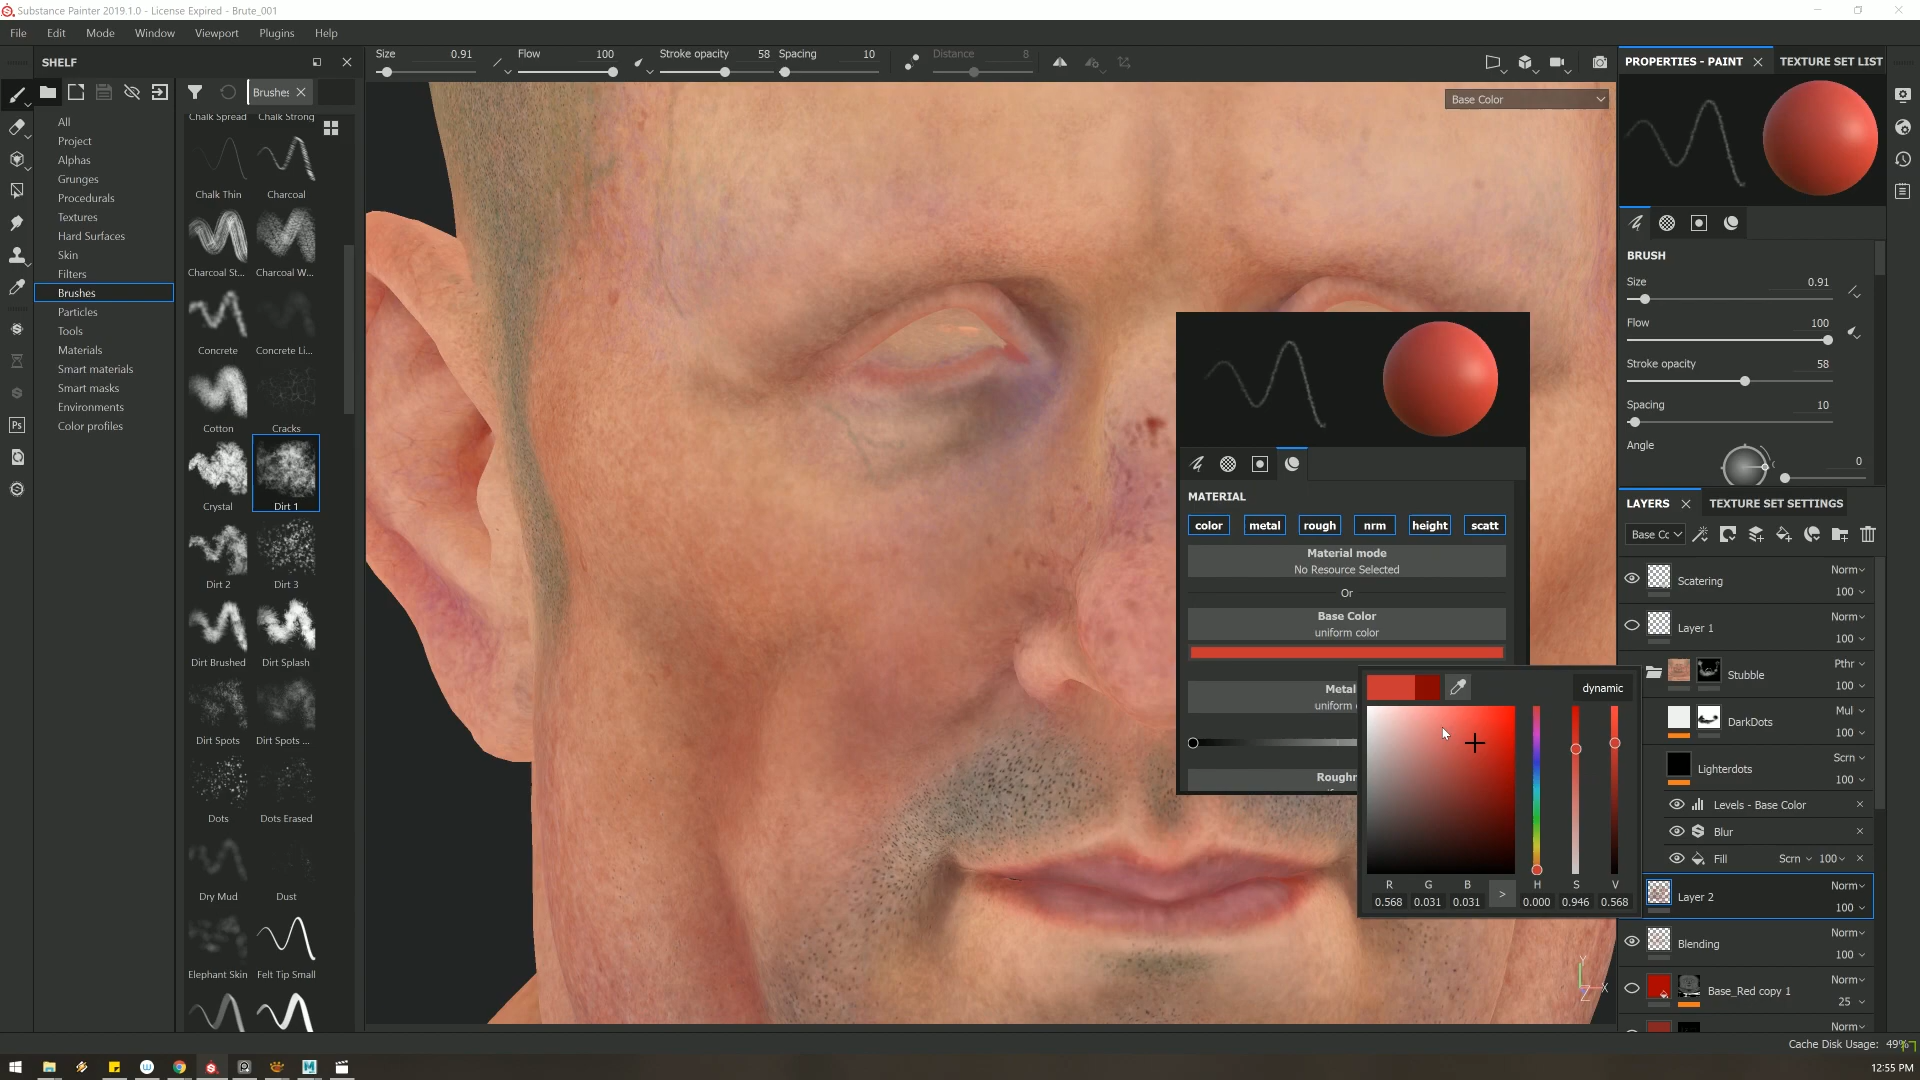 Substance Painter 2019.1.0 - License Expired - Brute_001
File Edit Mode Window Viewport Plugins Help
SHELF
Size 0.91 Flow 100 Stroke opacity 58 Spacing 10 Distance 8
PROPERTIES - PAINT TEXTURE SET LIST
Brushes
Base Color
All
Project
Alphas
Grunges
Procedurals
Textures
Hard Surfaces
Skin
Filters
Brushes
Particles
Tools
Materials
Smart materials
Smart masks
Environments
Color profiles
Ps
Chalk Spread Chalk Strong
Chalk Thin Charcoal
Charcoal St... Charcoal W...
Concrete Concrete Li...
Cotton Cracks
Crystal Dirt 1
Dirt 2 Dirt 3
Dirt Brushed Dirt Splash
Dirt Spots Dirt Spots ...
Dots Dots Erased
Dry Mud Dust
Elephant Skin Felt Tip Small
MATERIAL
color metal rough nrm height scatt
Material mode
No Resource Selected
Or
Base Color
uniform color
Metal
uniform
Roughn
dynamic
R G B H S V
0.568 0.031 0.031 > 0.000 0.946 0.568
Y
X
Z
BRUSH
Size 0.91
Flow 100
Stroke opacity 58
Spacing 10
Angle 0
LAYERS TEXTURE SET SETTINGS
Base Cc
Scatering Norm 100
Layer 1 Norm 100
Stubble Pthr 100
DarkDots Mul 100
Lighterdots Scrn 100
Levels - Base Color
Blur
Fill Scrn 100
Layer 2 Norm 100
Blending Norm 100
Base_Red copy 1 Norm 25
Norm
Cache Disk Usage: 49%
12:55 PM